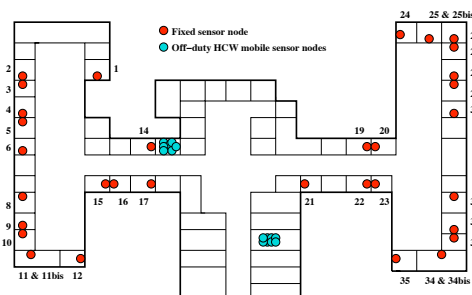 24 25 & 25bis
Fixed sensor node
Off−duty HCW mobile sensor nodes
2 1
3
4
5 14 19 20
6
15 16 17 21 22 23
8
9
10
11 & 11bis 12 35 34 & 34bis